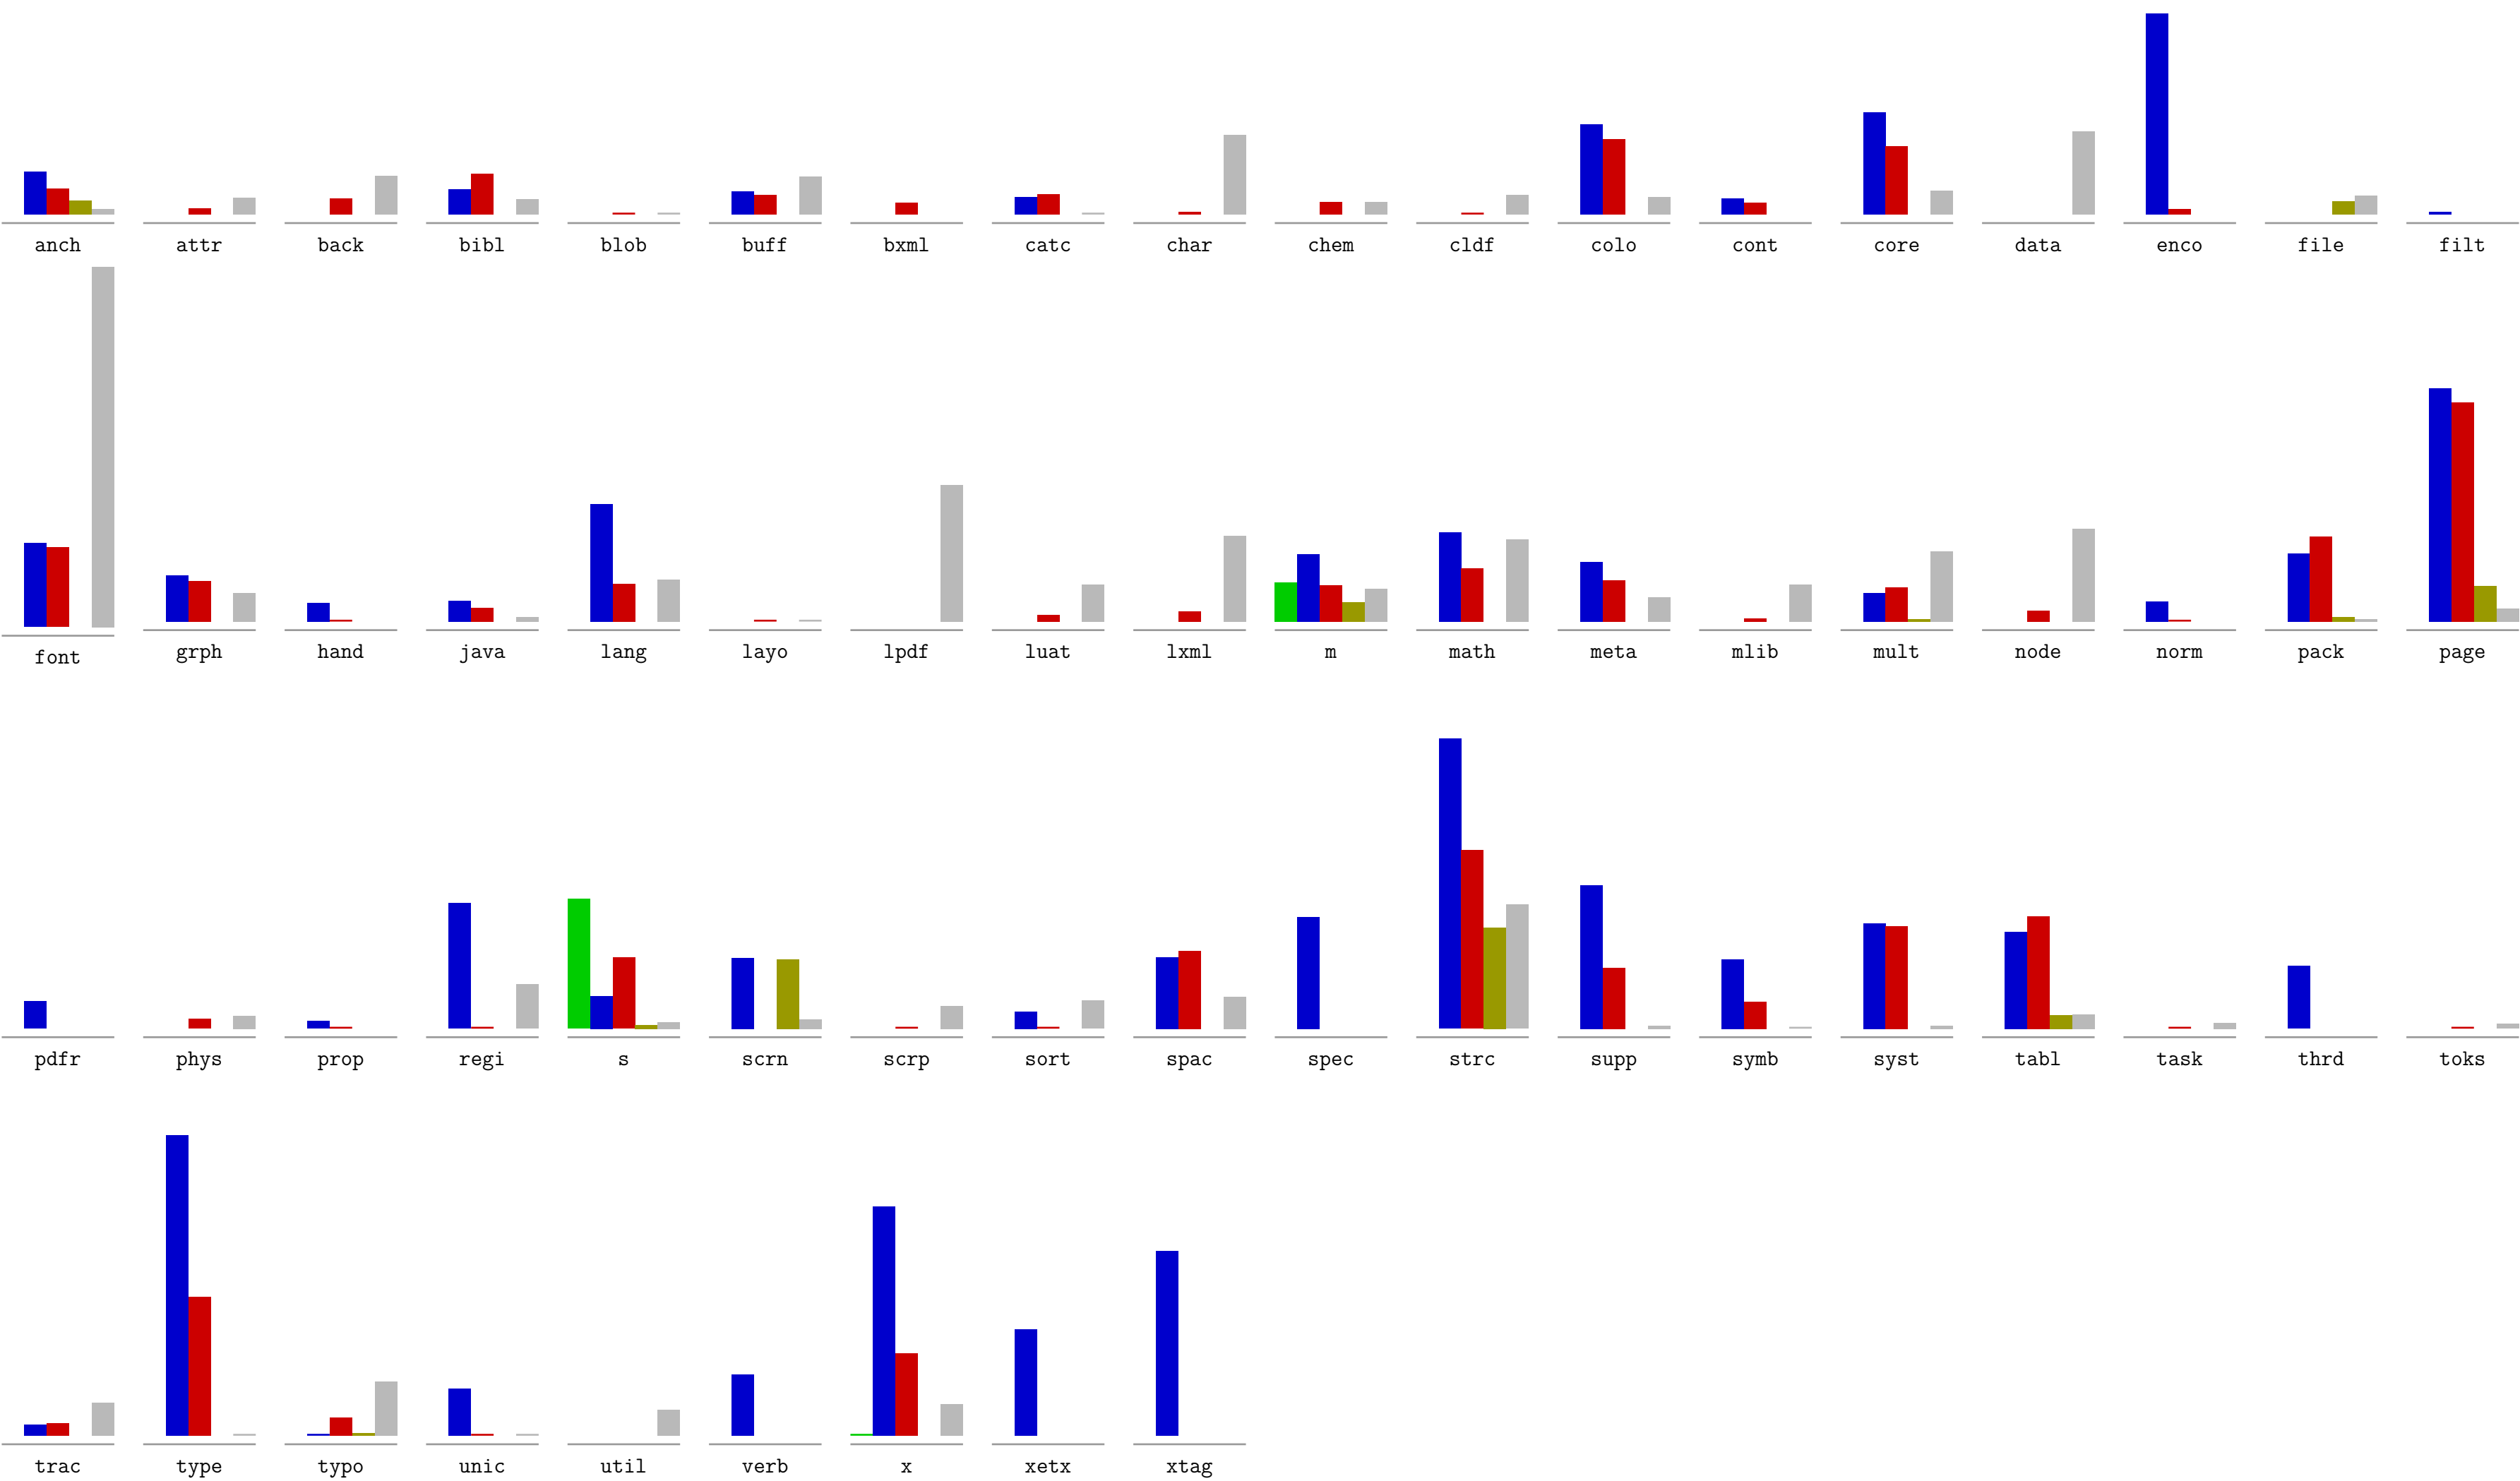 anch attr back bibl blob buff bxml catc char chem cldf colo cont core data enco file filt
font grph hand java lang layo lpdf luat lxml m math meta mlib mult node norm pack page
pdfr phys prop regi s scrn scrp sort spac spec strc supp symb syst tabl task thrd toks
trac type typo unic util verb x xetx xtag